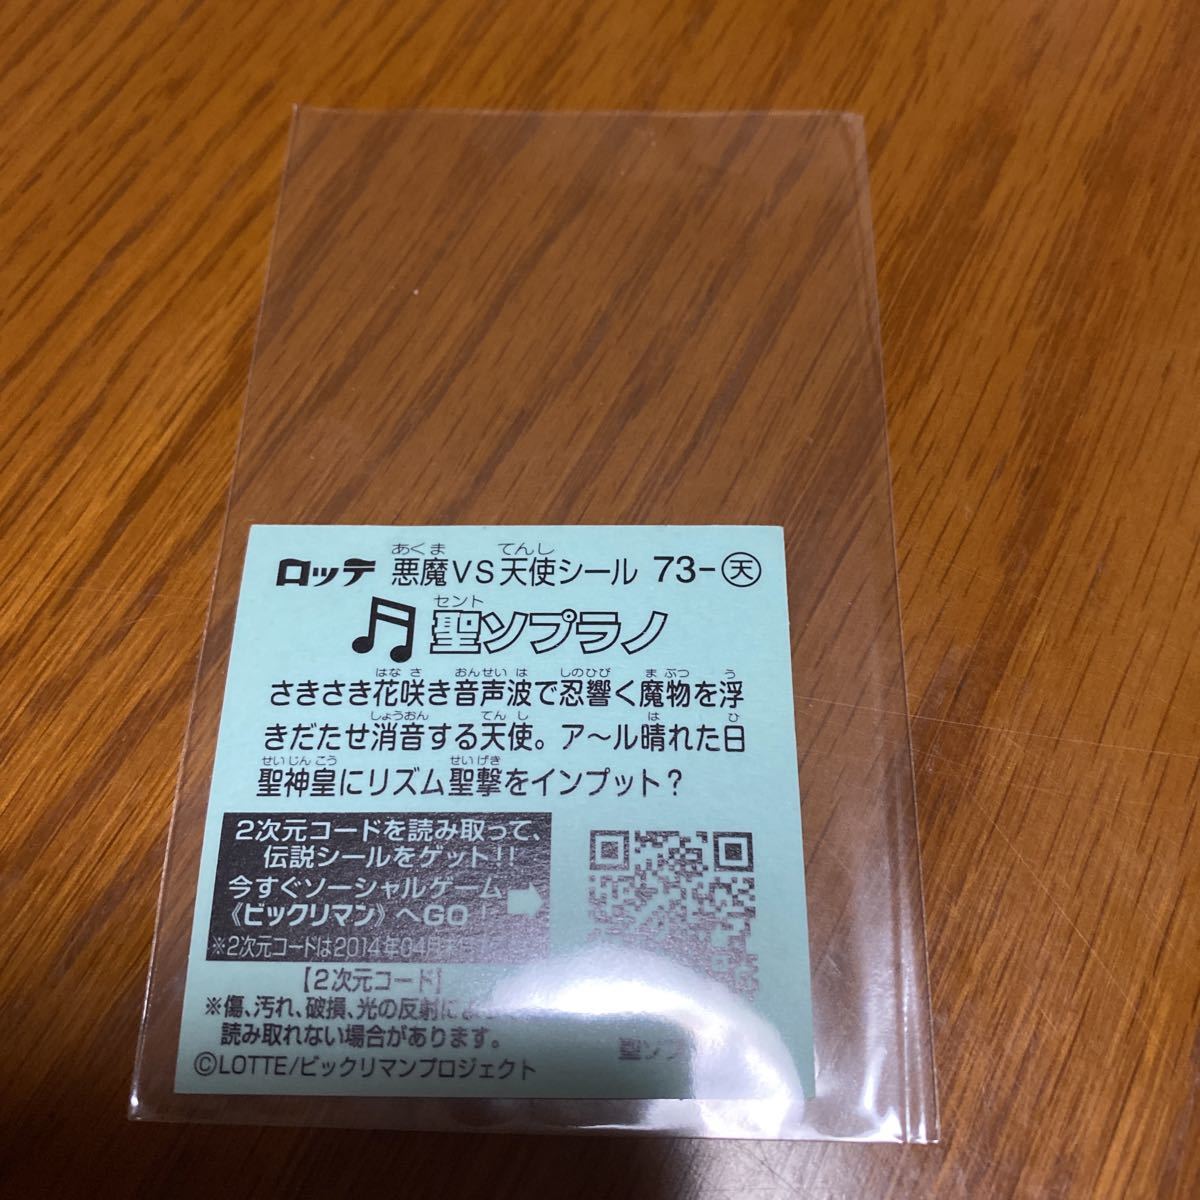 ロッテ 悪魔VS天使シール 73-天
あくま てんし
セント
♫ 聖ソプラノ
はな さ おんせい は しのひび ま ぶつ う
さきさき花咲き音声波で忍響く魔物を浮
しょうおん てん し は ひ
きだたせ消音する天使。ア〜ル晴れた日
せいじんこう せいげき
聖神皇にリズム聖撃をインプット?
2次元コードを読み取って、
伝説シールをゲット!!
今すぐソーシャルゲーム
《ビックリマン》へGO!
※2次元コードは2014年04月
【2次元コード】
※傷、汚れ、破損、光の反射によ
読み取れない場合があります。
聖ソプ
©LOTTE/ビックリマンプロジェクト